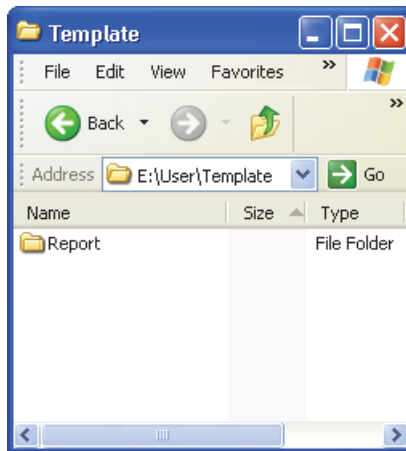 Template
File Edit View Favorites »
Back »
Address E:\User\Template Go
Name Size Type
Report File Folder